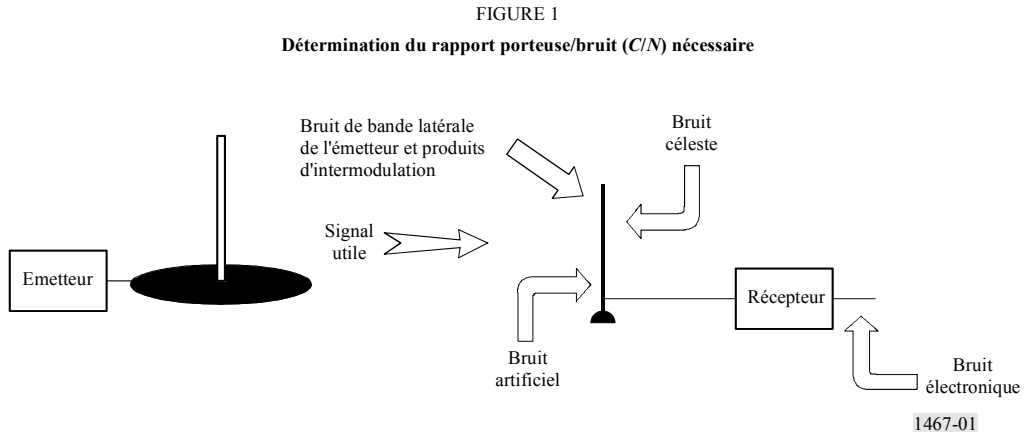 FIGURE 1
Détermination du rapport porteuse/bruit (C/N) nécessaire
Bruit de bande latérale
de l'émetteur et produits
d'intermodulation
Bruit
céleste
Signal
utile
Emetteur
Récepteur
Bruit
artificiel
Bruit
électronique
1467-01